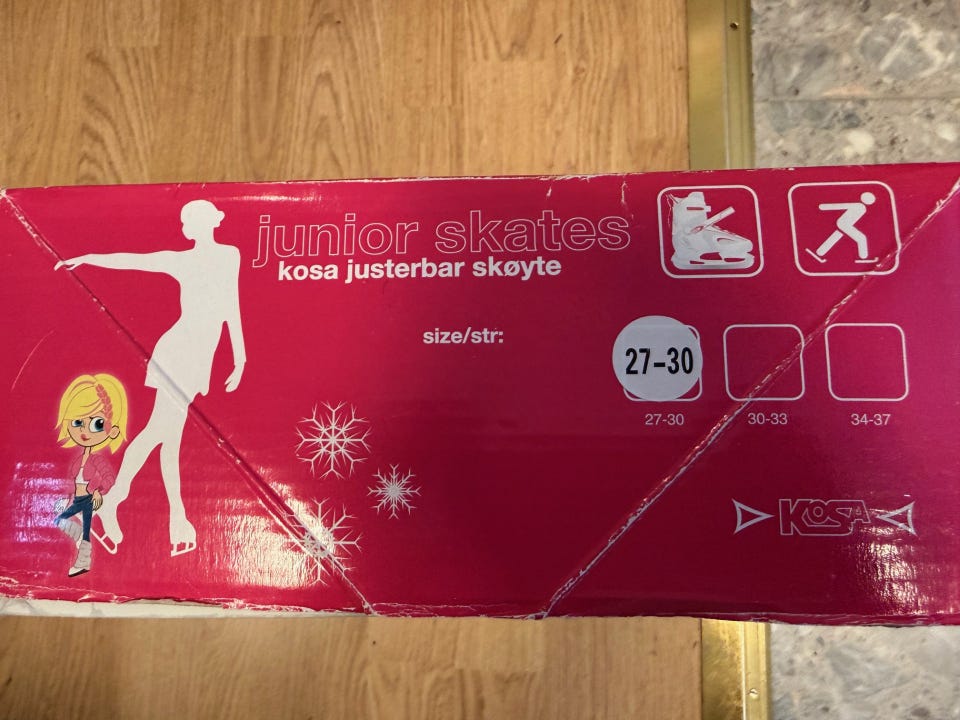 junior skates
kosa justerbar skøyte
size/str:
27-30
27-30
30-33
34-37
KOSA